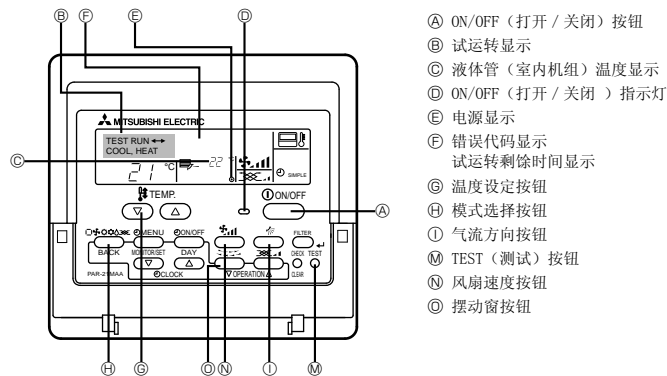 Ⓑ Ⓕ Ⓔ Ⓓ
MITSUBISHI ELECTRIC
TEST RUN
COOL, HEAT
Ⓒ 21 °C 22 °C
SIMPLE
TEMP. ON/OFF
Ⓐ
MENU ON/OFF FILTER
BACK MONITOR/SET DAY CHECK TEST
PAR-21MAA CLOCK ▽OPERATION△ CLEAR
Ⓗ Ⓖ Ⓞ Ⓝ Ⓘ Ⓜ
Ⓐ ON/OFF（打开/关闭）按钮
Ⓑ 试运转显示
Ⓒ 液体管（室内机组）温度显示
Ⓓ ON/OFF（打开/关闭 ）指示灯
Ⓔ 电源显示
Ⓕ 错误代码显示
试运转剩馀时间显示
Ⓖ 温度设定按钮
Ⓗ 模式选择按钮
Ⓘ 气流方向按钮
Ⓜ TEST（测试）按钮
Ⓝ 风扇速度按钮
Ⓞ 摆动窗按钮